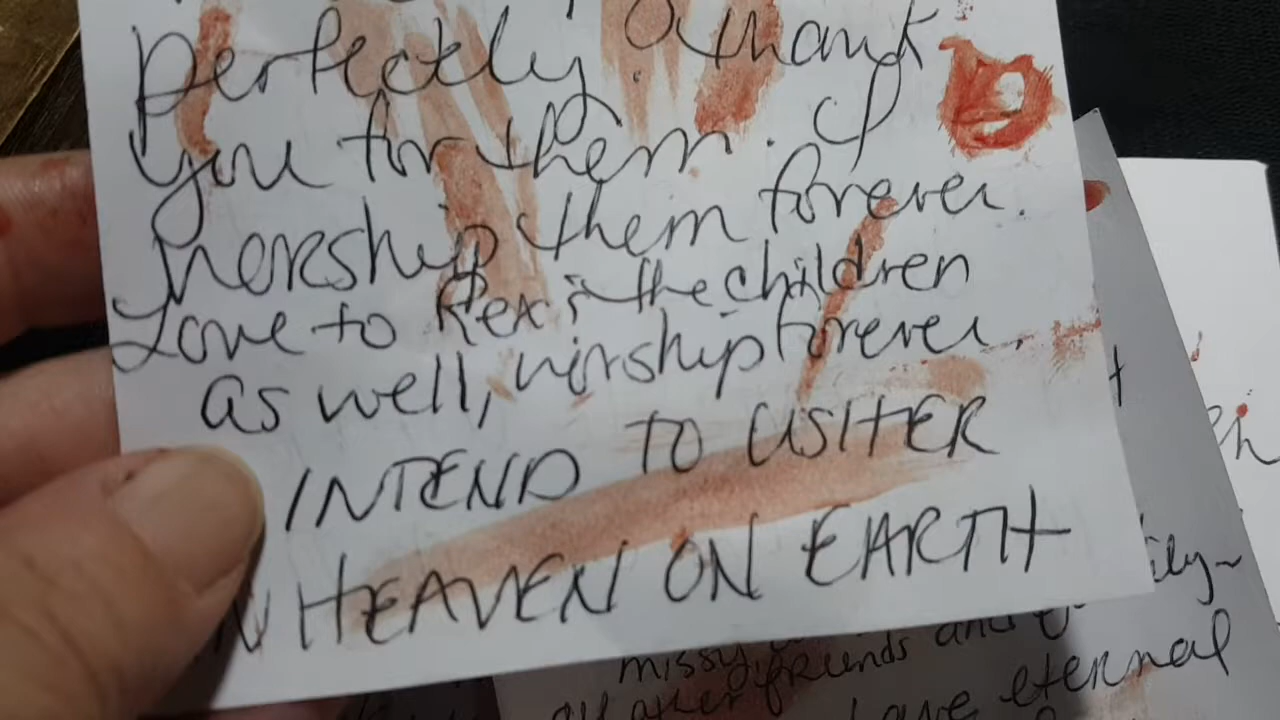 perfectly. thank
you for them. I
worship them forever.
Love to Rex & the children
as well, worship forever.
INTEND TO USHER
IN HEAVEN ON EARTH
missy
all other friends and
Love eternal